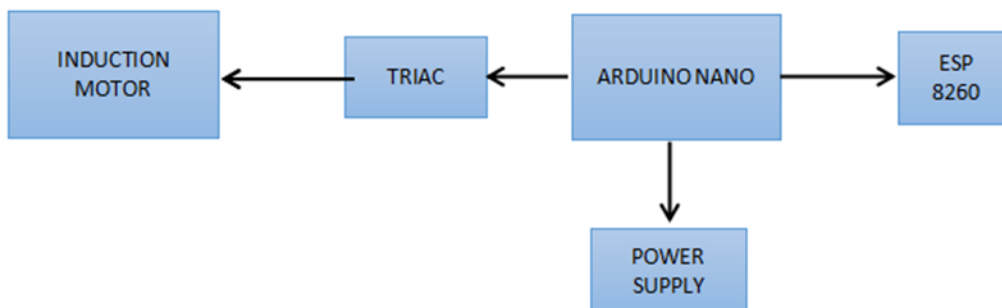 INDUCTION
MOTOR
TRIAC
ARDUINO NANO
ESP
8260
POWER
SUPPLY